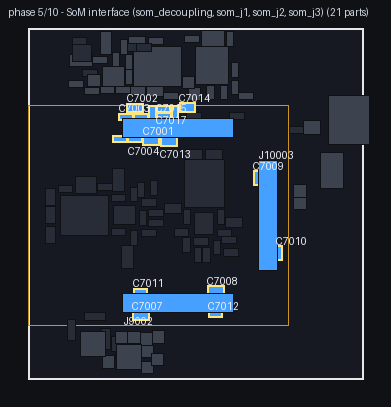 phase 5/10 - SoM interface (som_decoupling, som_j1, som_j2, som_j3) (21 parts)
C7002
C7014
C7017
C7001
C7004
C7013
J10003
C7009
C7010
C7011
C7008
C7007
C7012
J9002